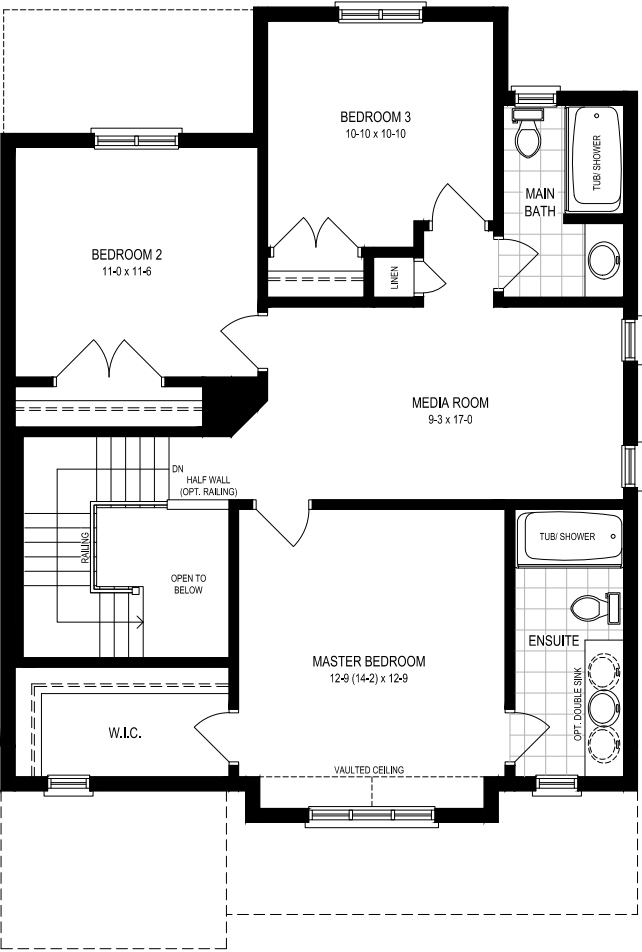 BEDROOM 3
10-10 x 10-10
TUB/ SHOWER
MAIN
BATH
BEDROOM 2
11-0 x 11-6
LINEN
MEDIA ROOM
9-3 x 17-0
DN
HALF WALL
(OPT. RAILING)
RAILING
TUB/ SHOWER
OPEN TO
BELOW
ENSUITE
MASTER BEDROOM
12-9 (14-2) x 12-9
OPT. DOUBLE SINK
W.I.C.
VAULTED CEILING